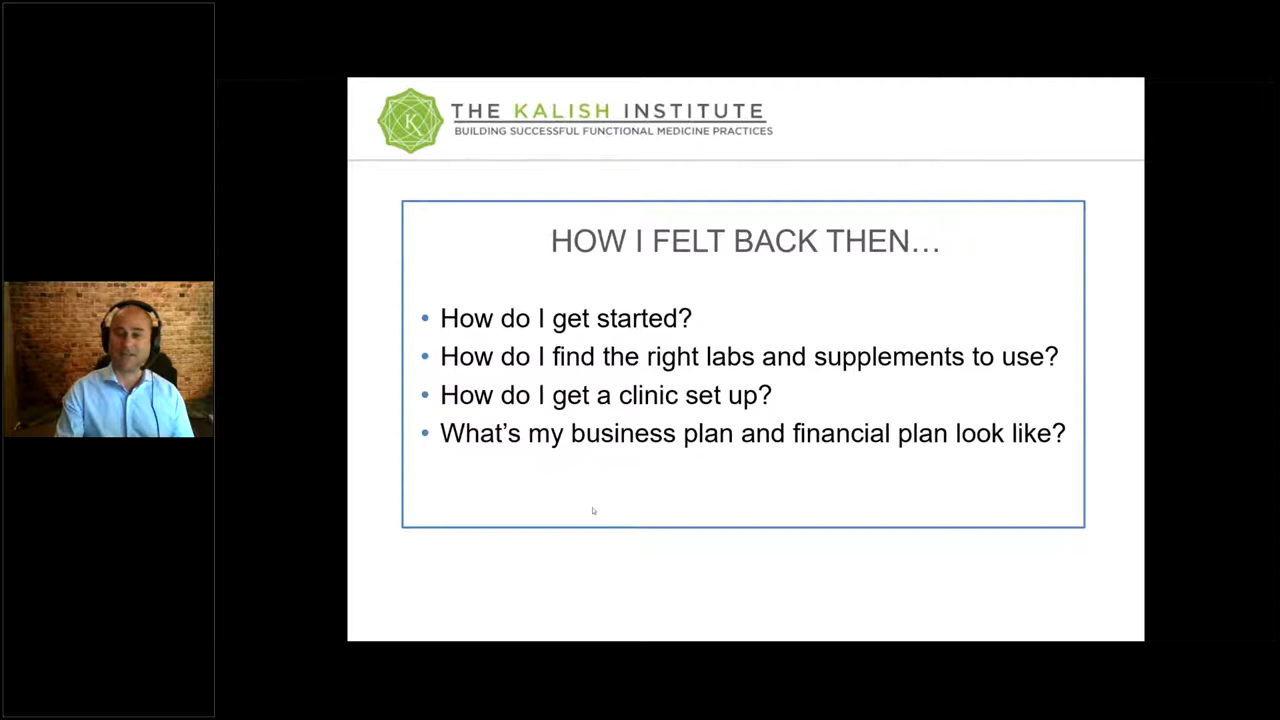 THE KALISH INSTITUTE
BUILDING SUCCESSFUL FUNCTIONAL MEDICINE PRACTICES
HOW I FELT BACK THEN…
• How do I get started?
• How do I find the right labs and supplements to use?
• How do I get a clinic set up?
• What’s my business plan and financial plan look like?